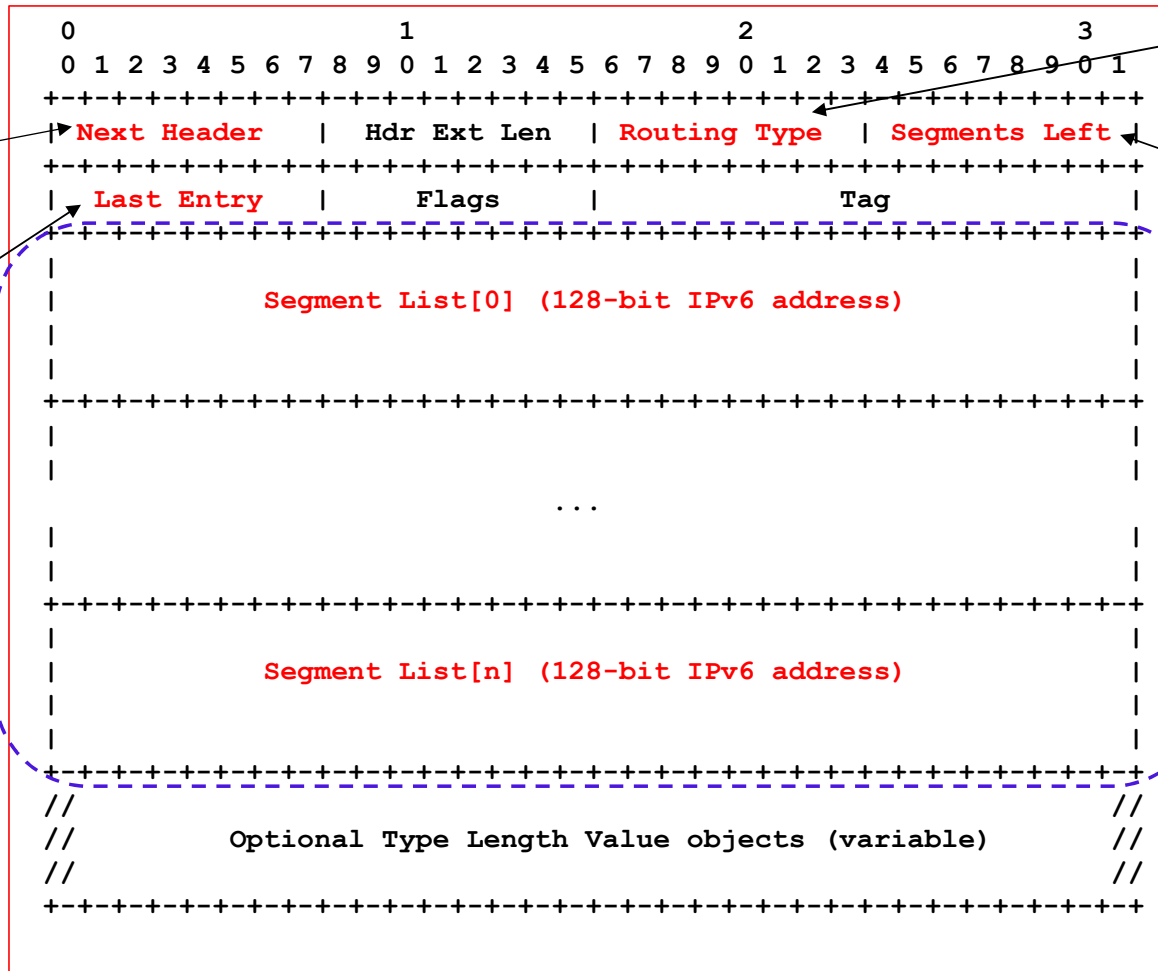 0                   1                   2                   3
0 1 2 3 4 5 6 7 8 9 0 1 2 3 4 5 6 7 8 9 0 1 2 3 4 5 6 7 8 9 0 1
+-+-+-+-+-+-+-+-+-+-+-+-+-+-+-+-+-+-+-+-+-+-+-+-+-+-+-+-+-+-+-+-+
| Next Header   |  Hdr Ext Len  | Routing Type  | Segments Left |
+-+-+-+-+-+-+-+-+-+-+-+-+-+-+-+-+-+-+-+-+-+-+-+-+-+-+-+-+-+-+-+-+
|  Last Entry   |     Flags     |              Tag              |
+-+-+-+-+-+-+-+-+-+-+-+-+-+-+-+-+-+-+-+-+-+-+-+-+-+-+-+-+-+-+-+-+
|                                                               |
|            Segment List[0] (128-bit IPv6 address)             |
|                                                               |
|                                                               |
+-+-+-+-+-+-+-+-+-+-+-+-+-+-+-+-+-+-+-+-+-+-+-+-+-+-+-+-+-+-+-+-+
|                                                               |
|                                                               |
...
|                                                               |
|                                                               |
+-+-+-+-+-+-+-+-+-+-+-+-+-+-+-+-+-+-+-+-+-+-+-+-+-+-+-+-+-+-+-+-+
|                                                               |
|            Segment List[n] (128-bit IPv6 address)             |
|                                                               |
|                                                               |
+-+-+-+-+-+-+-+-+-+-+-+-+-+-+-+-+-+-+-+-+-+-+-+-+-+-+-+-+-+-+-+-+
//                                                             //
//         Optional Type Length Value objects (variable)       //
//                                                             //
+-+-+-+-+-+-+-+-+-+-+-+-+-+-+-+-+-+-+-+-+-+-+-+-+-+-+-+-+-+-+-+-+